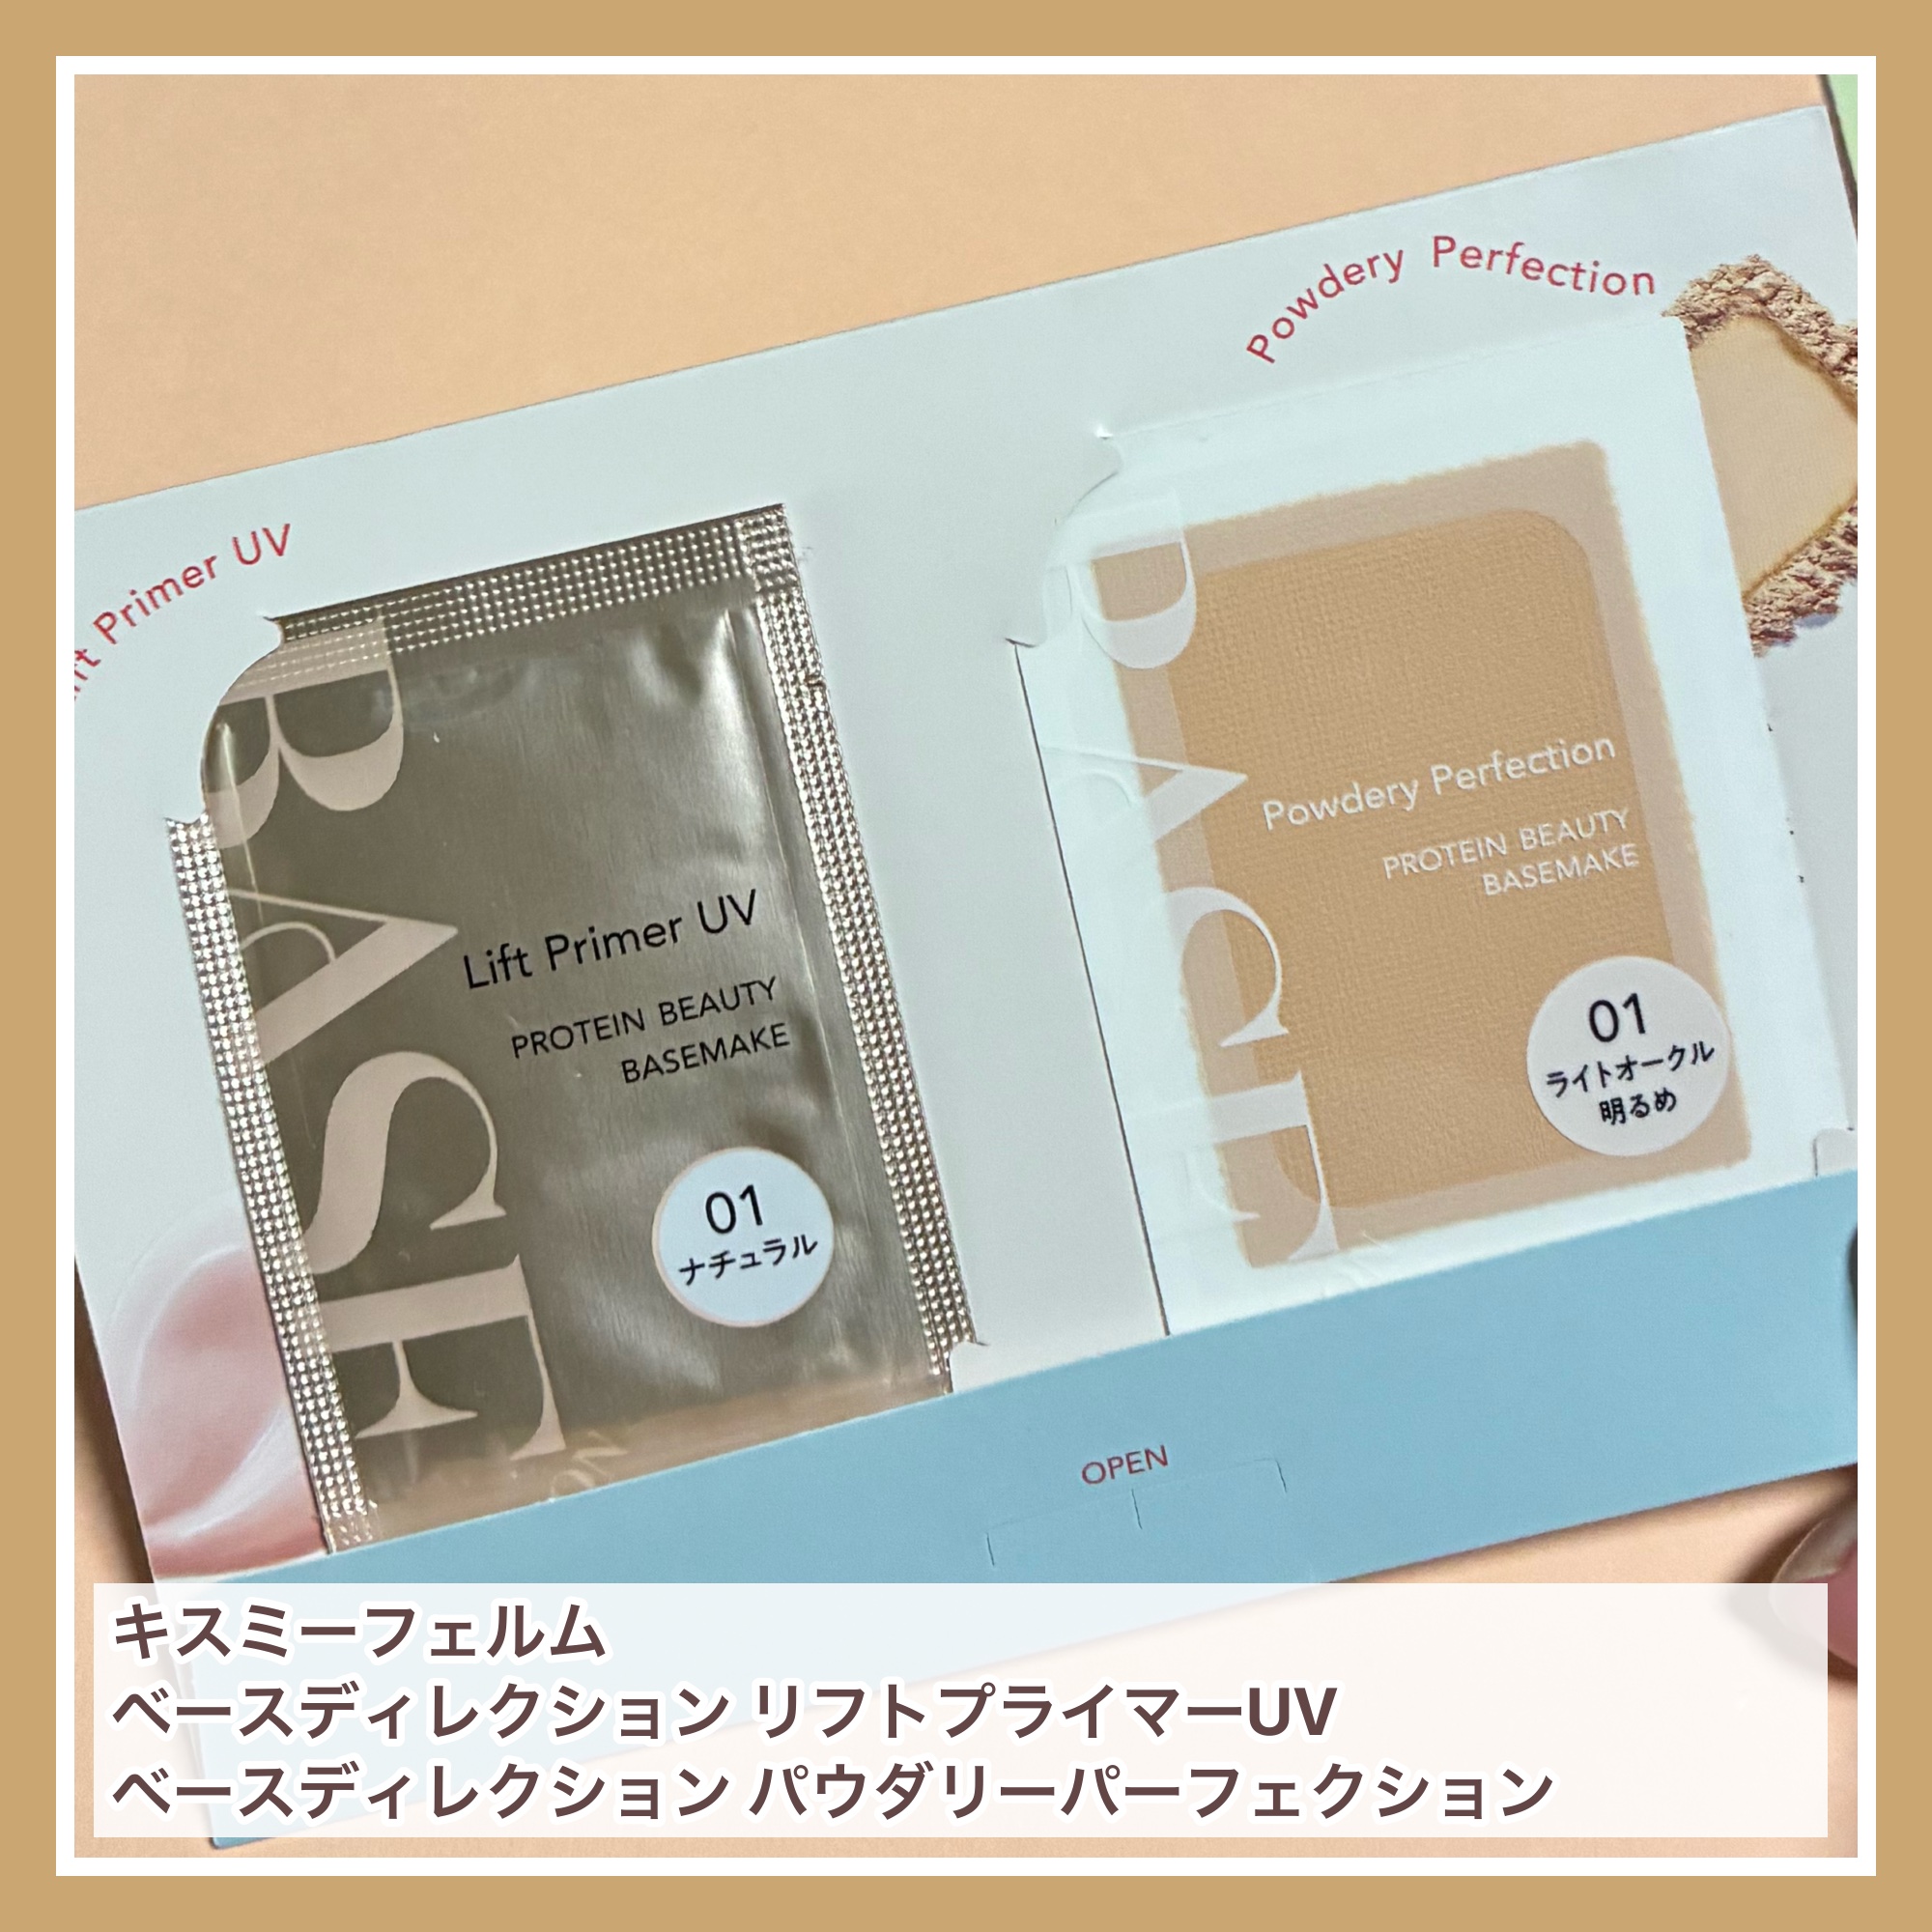 Powdery Perfection
Lift Primer UV
BASE
Lift Primer UV
PROTEIN BEAUTY
BASEMAKE
01
ナチュラル
BASE
Powdery Perfection
PROTEIN BEAUTY
BASEMAKE
01
ライトオークル
明るめ
OPEN
キスミーフェルム
ベースディレクション リフトプライマーUV
ベースディレクション パウダリーパーフェクション